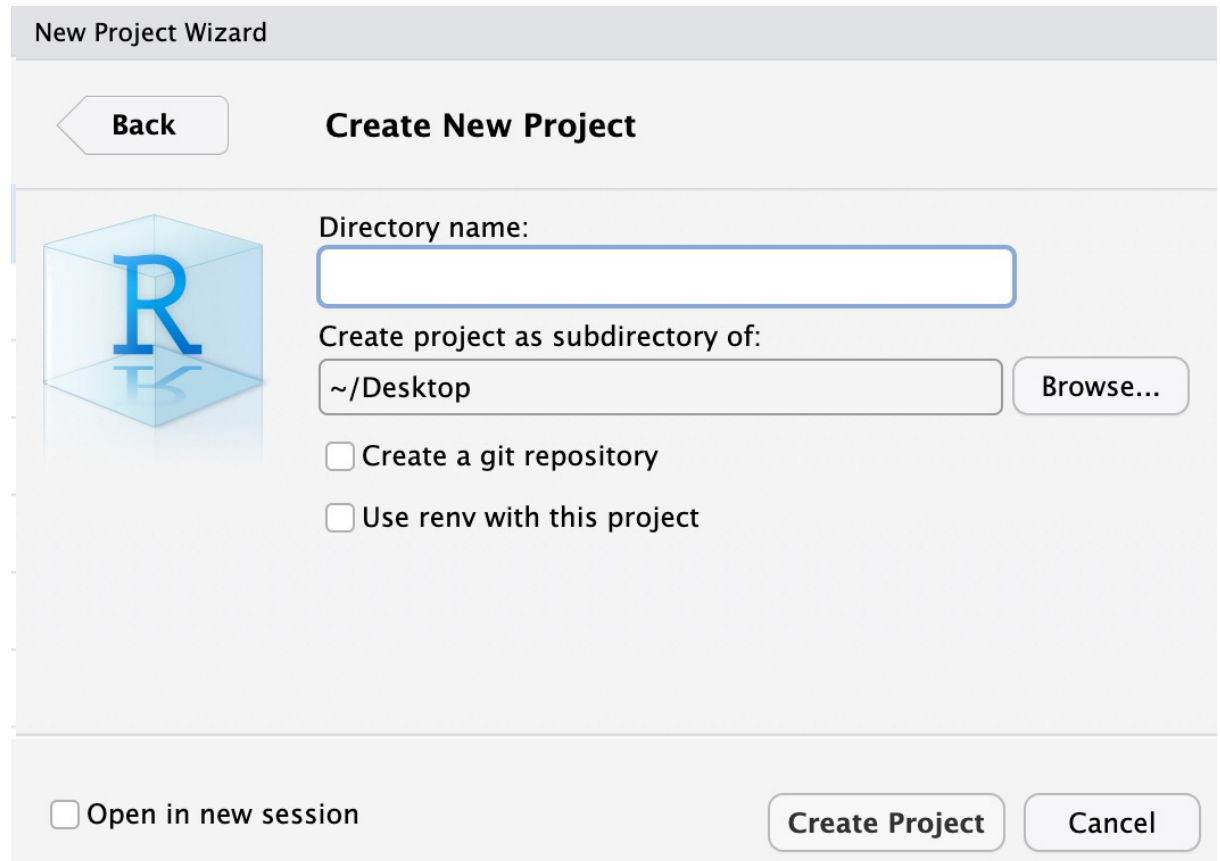 New Project Wizard
Back
Create New Project
R
Directory name:
Create project as subdirectory of:
~/Desktop
Browse...
Create a git repository
Use renv with this project
Open in new session
Create Project
Cancel